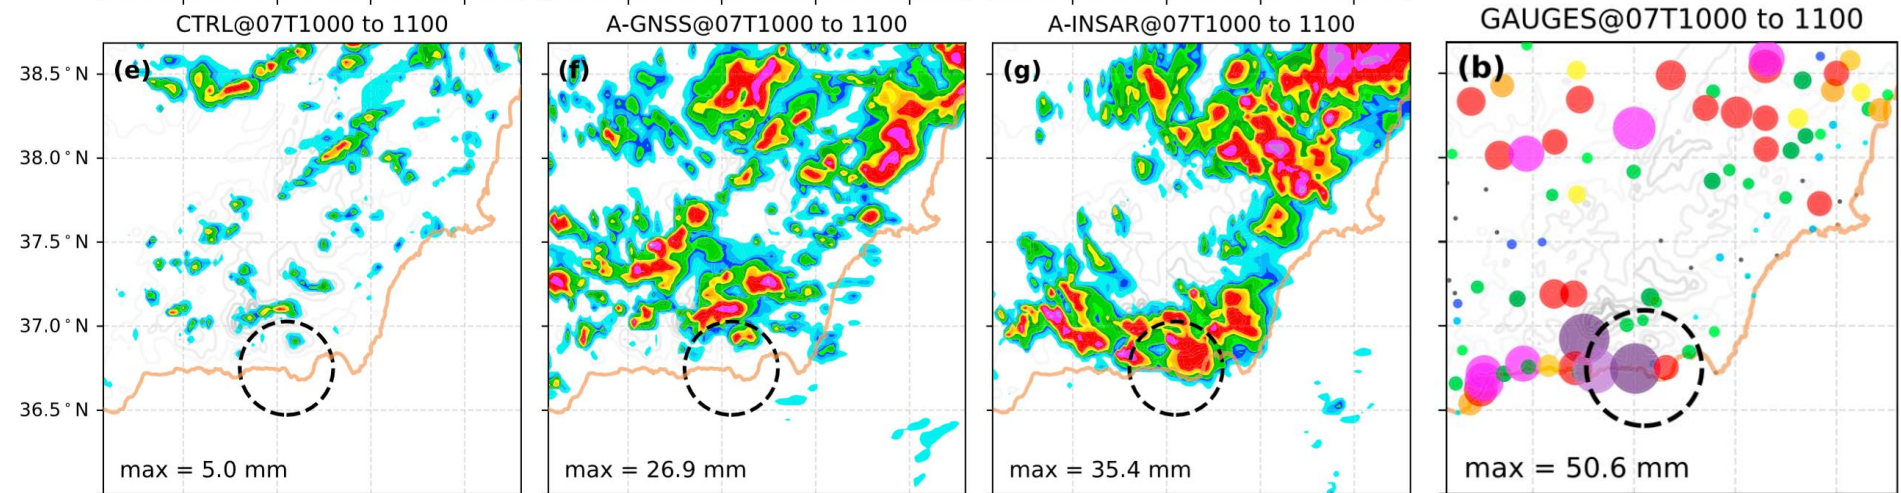 CTRL@07T1000 to 1100
A-GNSS@07T1000 to 1100
A-INSAR@07T1000 to 1100
GAUGES@07T1000 to 1100
(e)
(f)
(g)
(b)
38.5°N
38.0°N
37.5°N
37.0°N
36.5°N
max = 5.0 mm
max = 26.9 mm
max = 35.4 mm
max = 50.6 mm